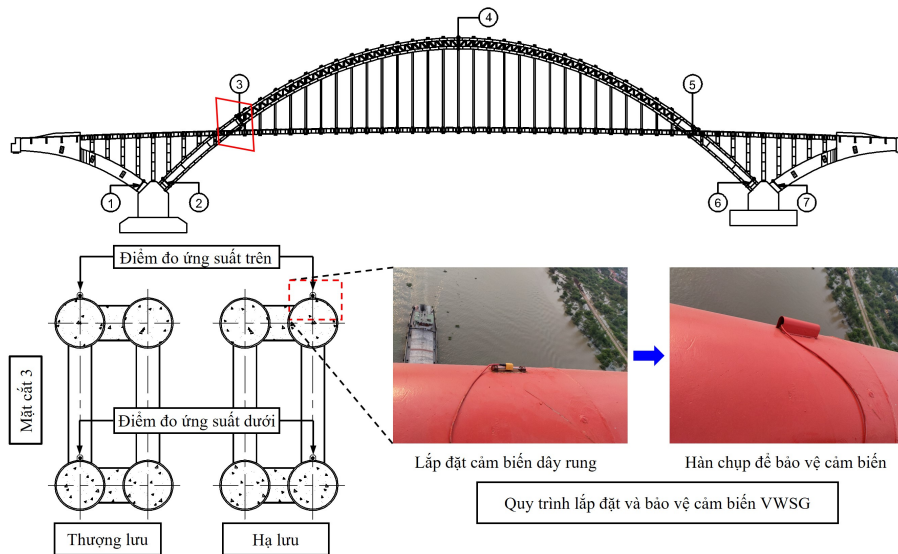 4
3
5
1
2
6
7
Điểm đo ứng suất trên
Mặt cắt 3
Điểm đo ứng suất dưới
Thượng lưu
Hạ lưu
Lắp đặt cảm biến dây rung
Hàn chụp để bảo vệ cảm biến
Quy trình lắp đặt và bảo vệ cảm biến VWSG